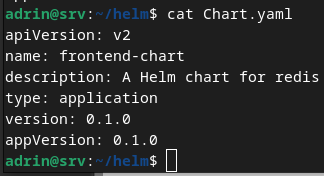 adrin@srv:~/helm$ cat Chart.yaml
apiVersion: v2
name: frontend-chart
description: A Helm chart for redis
type: application
version: 0.1.0
appVersion: 0.1.0
adrin@srv:~/helm$